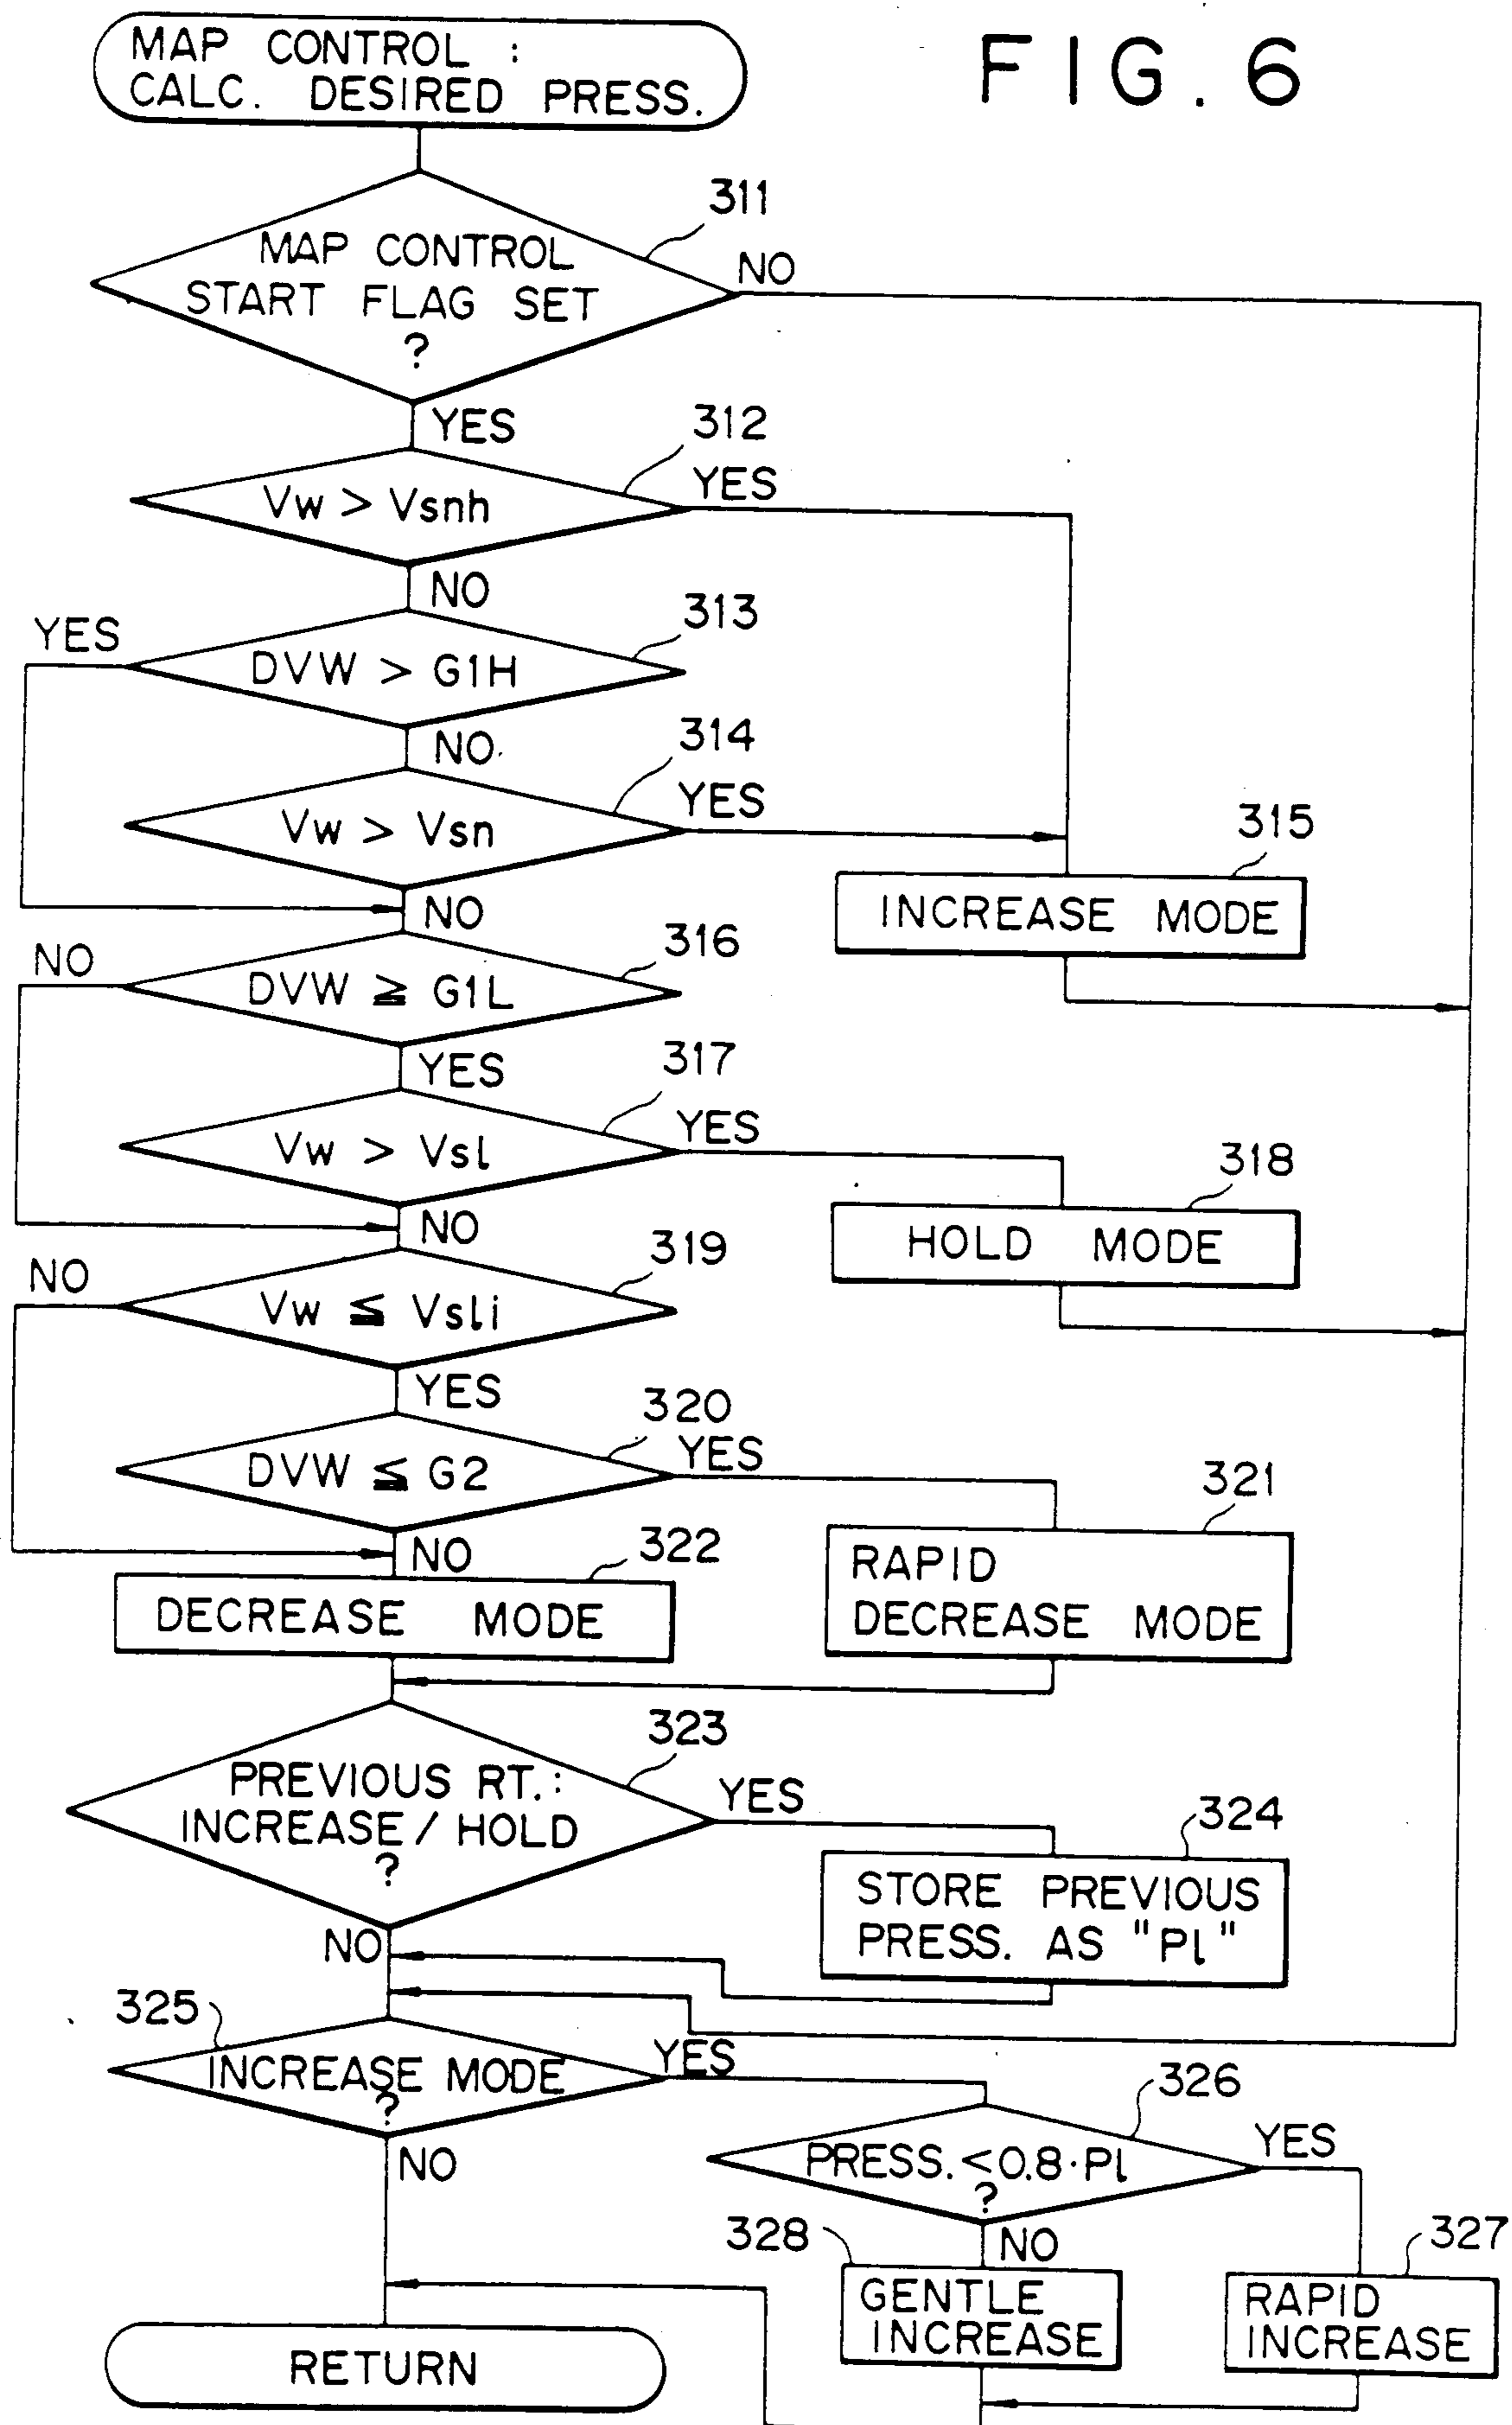 FIG. 6
MAP CONTROL :
CALC. DESIRED PRESS.
311
MAP CONTROL
START FLAG SET
?
NO
YES
312
Vw > Vsnh
YES
NO
313
YES
DVW > G1H
NO
314
Vw > Vsn
YES
NO
315
INCREASE MODE
316
NO
DVW ≧ G1L
YES
317
Vw > Vsl
YES
NO
318
HOLD MODE
319
NO
Vw ≦ Vsli
YES
320
DVW ≦ G2
YES
NO
321
RAPID
DECREASE MODE
322
DECREASE MODE
323
PREVIOUS RT. :
INCREASE / HOLD
?
YES
NO
324
STORE PREVIOUS
PRESS. AS "Pl"
325
INCREASE MODE
?
YES
NO
326
PRESS. < 0.8 · Pl
?
YES
NO
328
GENTLE
INCREASE
327
RAPID
INCREASE
RETURN